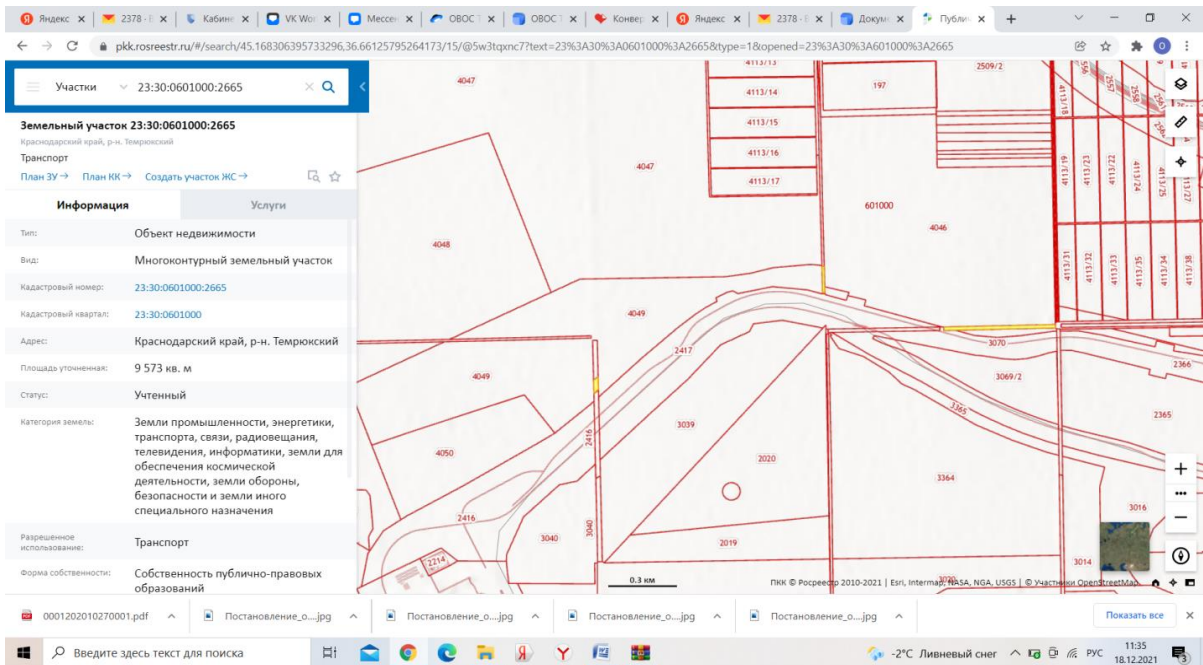 Яндекс
2378 - В
Кабине
VK Wor
Мессен
ОВОС Т
ОВОС Т
Конвер
Яндекс
2378 - В
Докум
Публич
pkk.rosreestr.ru/#/search/45.168306395733296,36.66125795264173/15/@5w3tqxnc7?text=23%3A30%3A0601000%3A2665&type=1&opened=23%3A30%3A601000%3A2665
Участки 23:30:0601000:2665
Земельный участок 23:30:0601000:2665
Краснодарский край, р-н. Темрюкский
Транспорт
План ЗУ → План КК → Создать участок ЖС →
Информация Услуги
Тип: Объект недвижимости
Вид: Многоконтурный земельный участок
Кадастровый номер: 23:30:0601000:2665
Кадастровый квартал: 23:30:0601000
Адрес: Краснодарский край, р-н. Темрюкский
Площадь уточненная: 9 573 кв. м
Статус: Учтенный
Категория земель: Земли промышленности, энергетики,
транспорта, связи, радиовещания,
телевидения, информатики, земли для
обеспечения космической
деятельности, земли обороны,
безопасности и земли иного
специального назначения
Разрешенное
использование:
Транспорт
Форма собственности: Собственность публично-правовых
образований
4047
4113/13
2509/2
4113/14
197
4113/15
4113/16
4047
4113/17
4113/18
2556
2557
2558
2561
601000
4046
4048
4113/19
4113/23
4113/22
4113/24
4113/25
4113/27
4113/31
4113/32
4113/33
4113/35
4113/34
4113/38
4049
2417
3070
2366
4049
3069/2
3365
3039
2365
2416
4050
2020
3364
2416
3016
3040
3040
2019
2214
3014
0.3 км
ПКК © Росреестр 2010-2021 | Esri, Intermap, NASA, NGA, USGS | © Участники OpenStreetMap
0001202010270001.pdf
Постановление_о....jpg
Постановление_о....jpg
Постановление_о....jpg
Постановление_о....jpg
Показать все
Введите здесь текст для поиска
-2°C Ливневый снег
РУС
11:35
18.12.2021